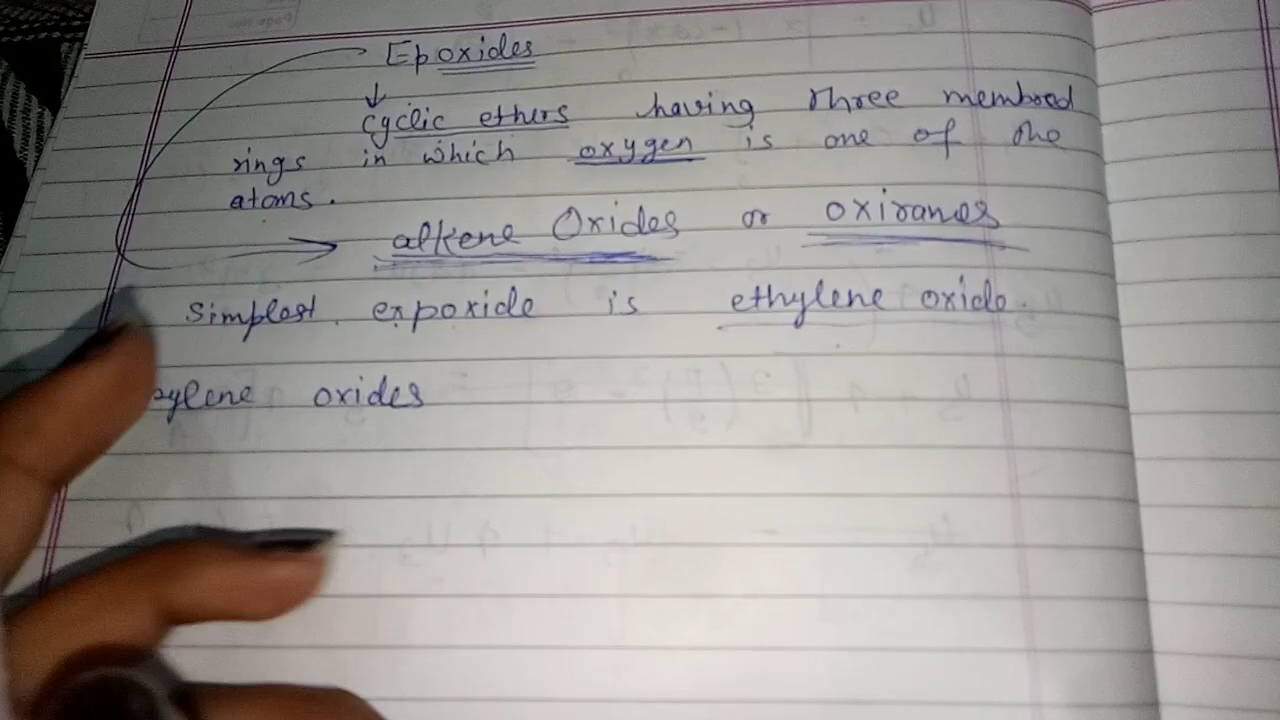 Epoxides
cyclic ethers having three membred
rings in which oxygen is one of the
atoms.
alkene Oxides or oxiranes
Simplest expoxide is ethylene oxide.
oxides